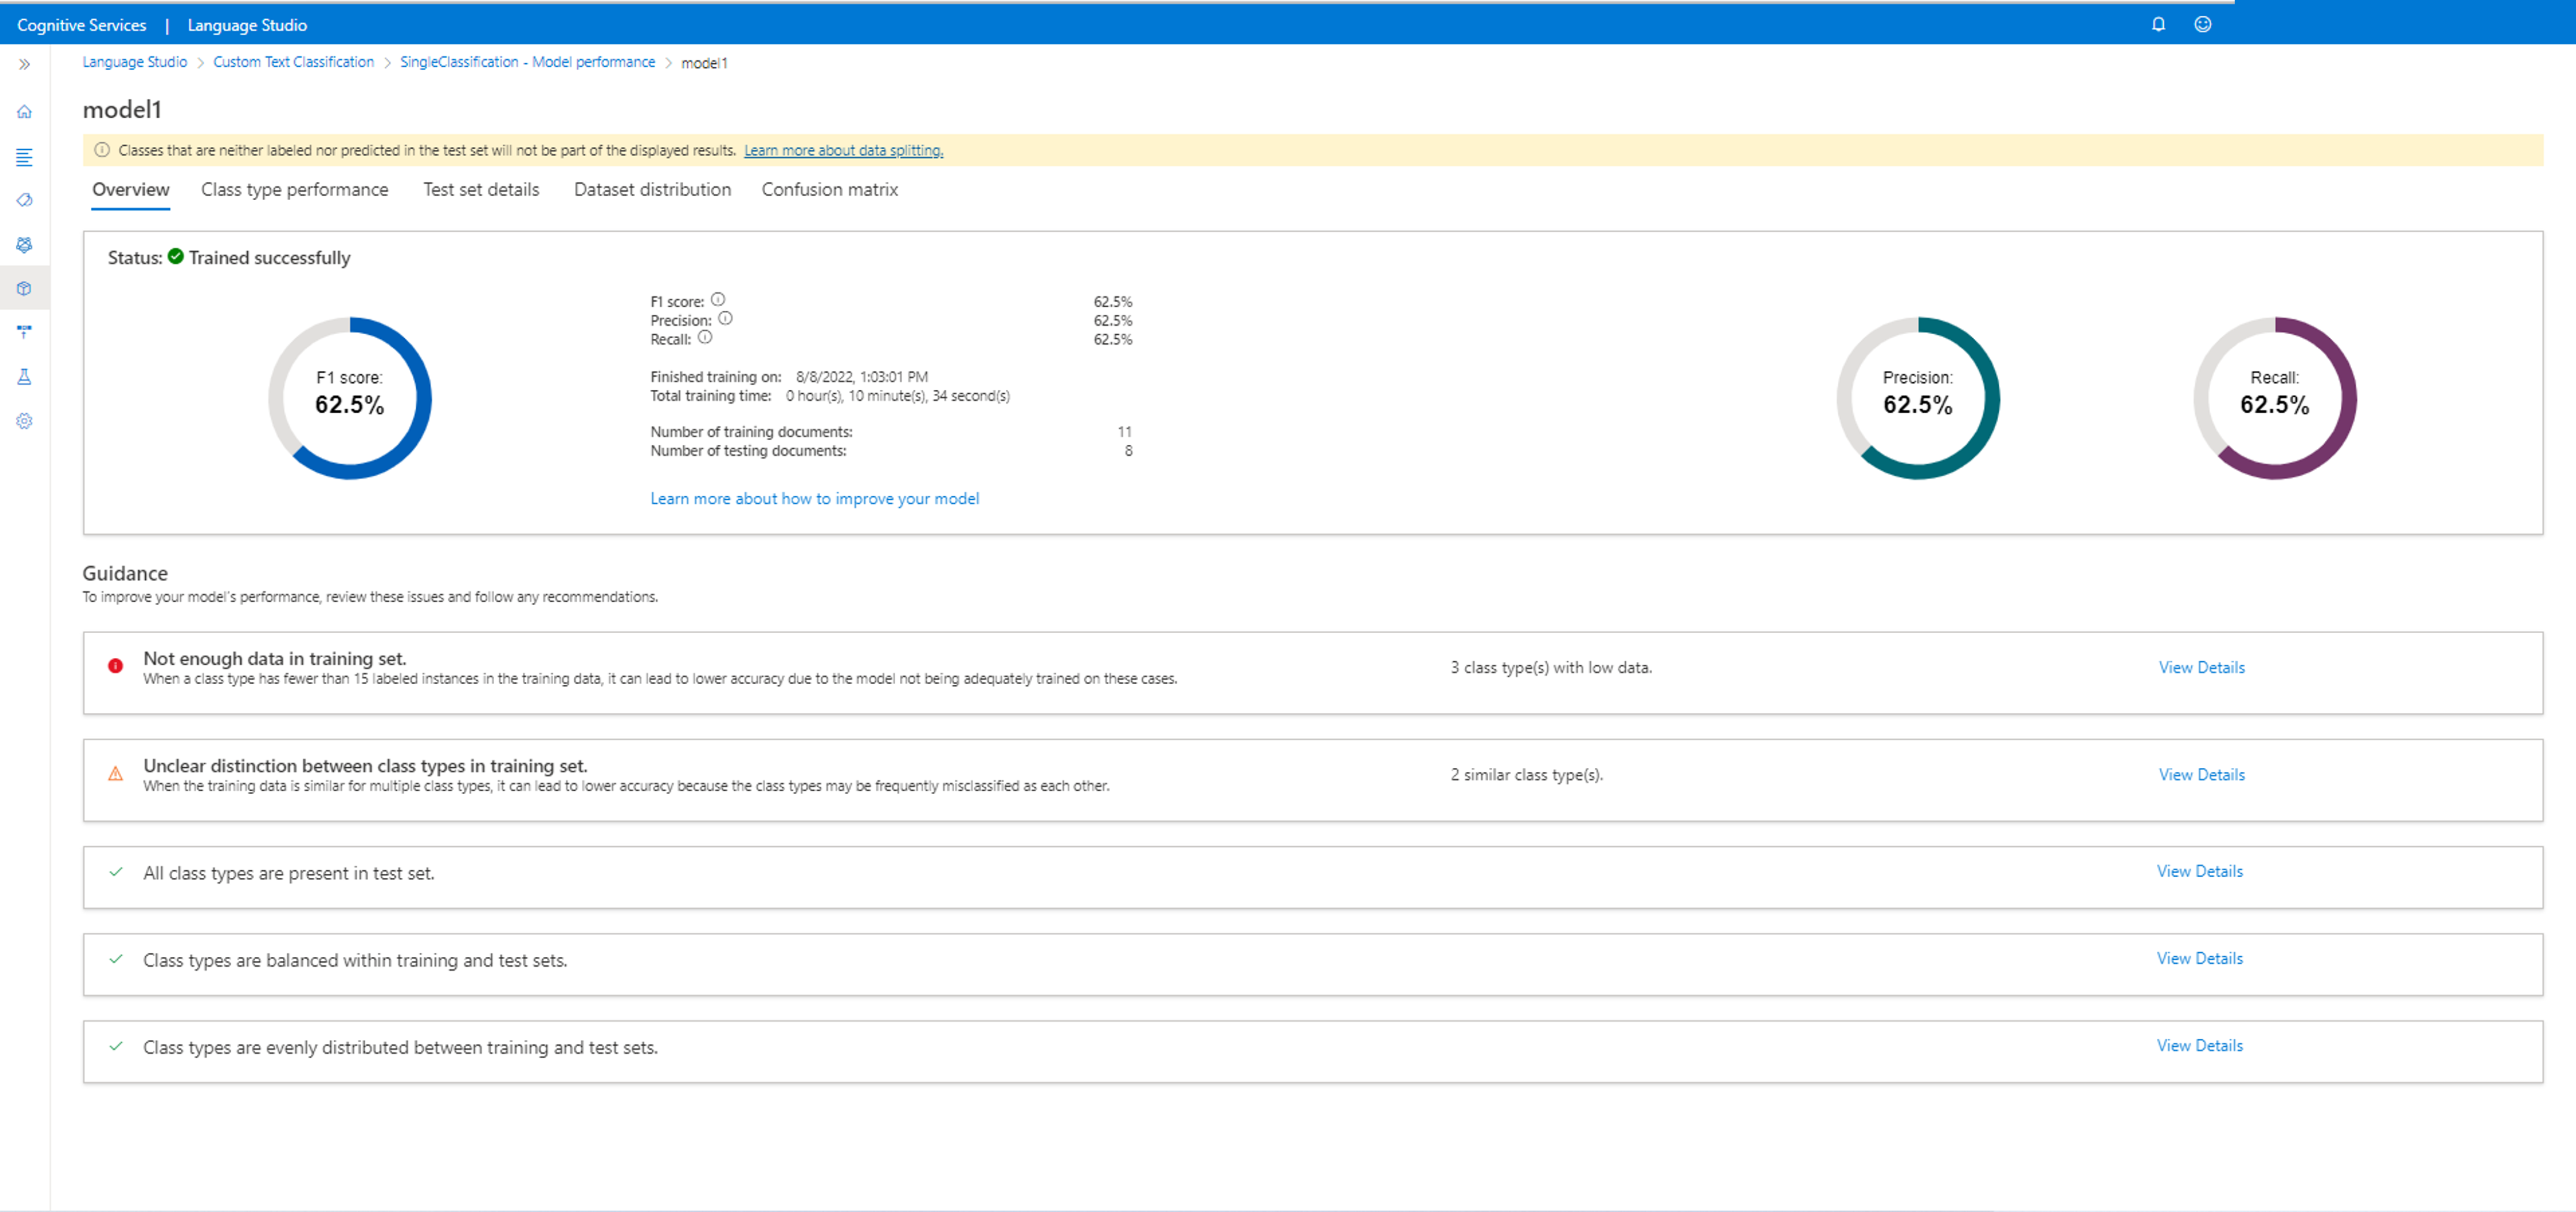 Cognitive Services | Language Studio
Language Studio > Custom Text Classification > SingleClassification - Model performance > model1
model1
Classes that are neither labeled nor predicted in the test set will not be part of the displayed results. Learn more about data splitting.
Overview Class type performance Test set details Dataset distribution Confusion matrix
Status: Trained successfully
F1 score:
62.5%
F1 score: 62.5%
Precision: 62.5%
Recall: 62.5%
Finished training on: 8/8/2022, 1:03:01 PM
Total training time: 0 hour(s), 10 minute(s), 34 second(s)
Number of training documents: 11
Number of testing documents: 8
Learn more about how to improve your model
Precision:
62.5%
Recall:
62.5%
Guidance
To improve your model's performance, review these issues and follow any recommendations.
Not enough data in training set.
When a class type has fewer than 15 labeled instances in the training data, it can lead to lower accuracy due to the model not being adequately trained on these cases.
3 class type(s) with low data.
View Details
Unclear distinction between class types in training set.
When the training data is similar for multiple class types, it can lead to lower accuracy because the class types may be frequently misclassified as each other.
2 similar class type(s).
View Details
All class types are present in test set. View Details
Class types are balanced within training and test sets. View Details
Class types are evenly distributed between training and test sets. View Details